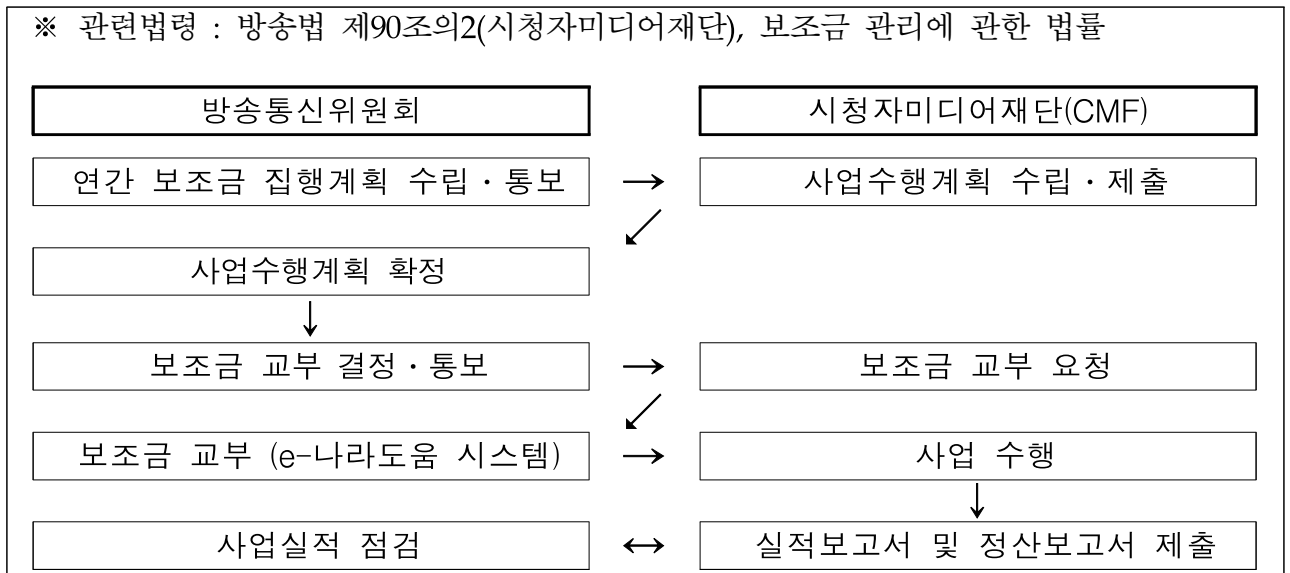 ※ 관련법령 : 방송법 제90조의2(시청자미디어재단), 보조금 관리에 관한 법률
방송통신위원회
시청자미디어재단(CMF)
연간 보조금 집행계획 수립·통보 → 사업수행계획 수립·제출
↙
사업수행계획 확정
↓
보조금 교부 결정·통보 → 보조금 교부 요청
↙
보조금 교부 (e-나라도움 시스템) → 사업 수행
↓
사업실적 점검 ↔ 실적보고서 및 정산보고서 제출